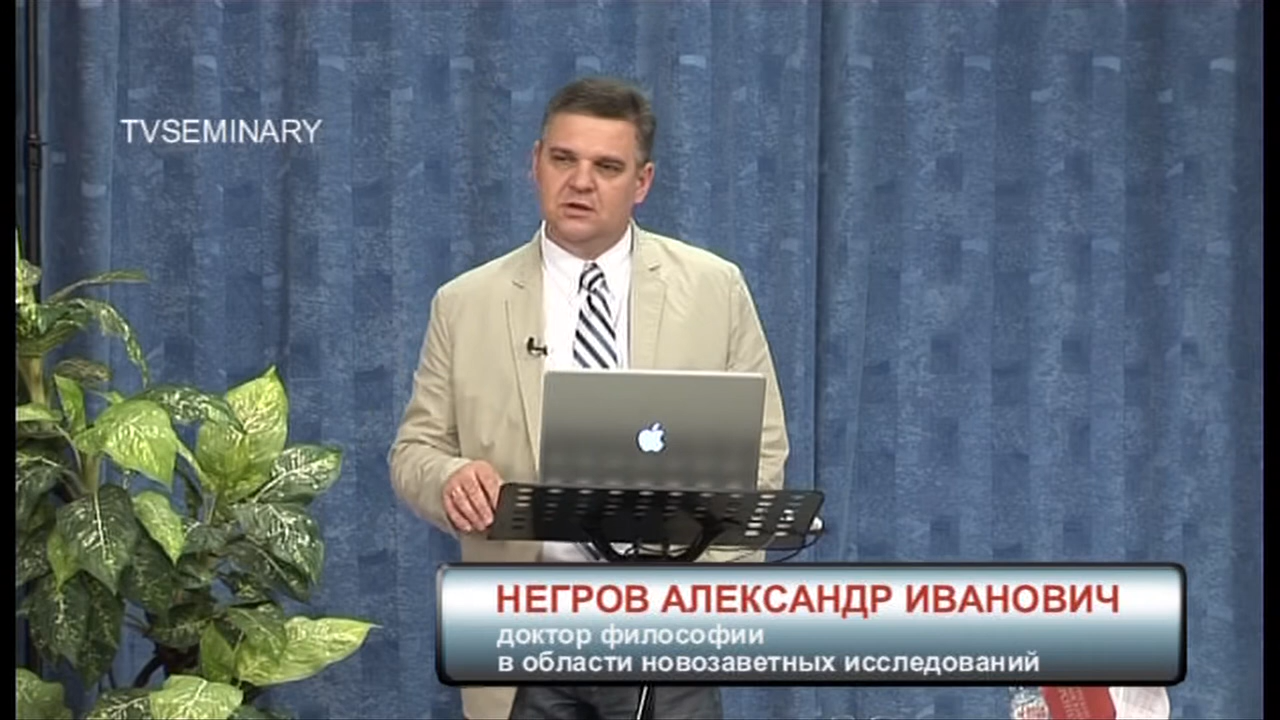 TVSEMINARY
НЕГРОВ АЛЕКСАНДР ИВАНОВИЧ
доктор философии
в области новозаветных исследований